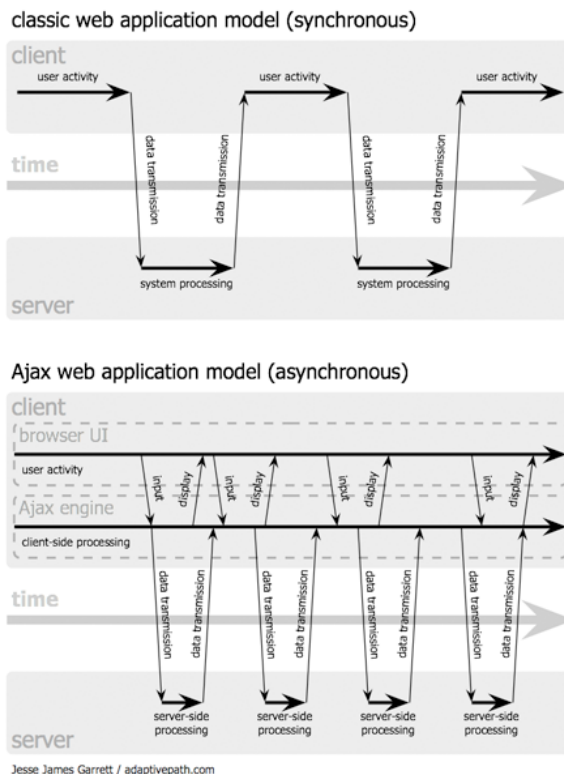 classic web application model (synchronous)
client
user activity
user activity
user activity
data transmission
data transmission
data transmission
data transmission
time
system processing
system processing
server
Ajax web application model (asynchronous)
client
browser UI
user activity
input
display
input
display
input
display
input
display
Ajax engine
client-side processing
data transmission
data transmission
data transmission
data transmission
data transmission
data transmission
data transmission
data transmission
time
server-side
processing
server-side
processing
server-side
processing
server-side
processing
server
Jesse James Garrett / adaptivepath.com